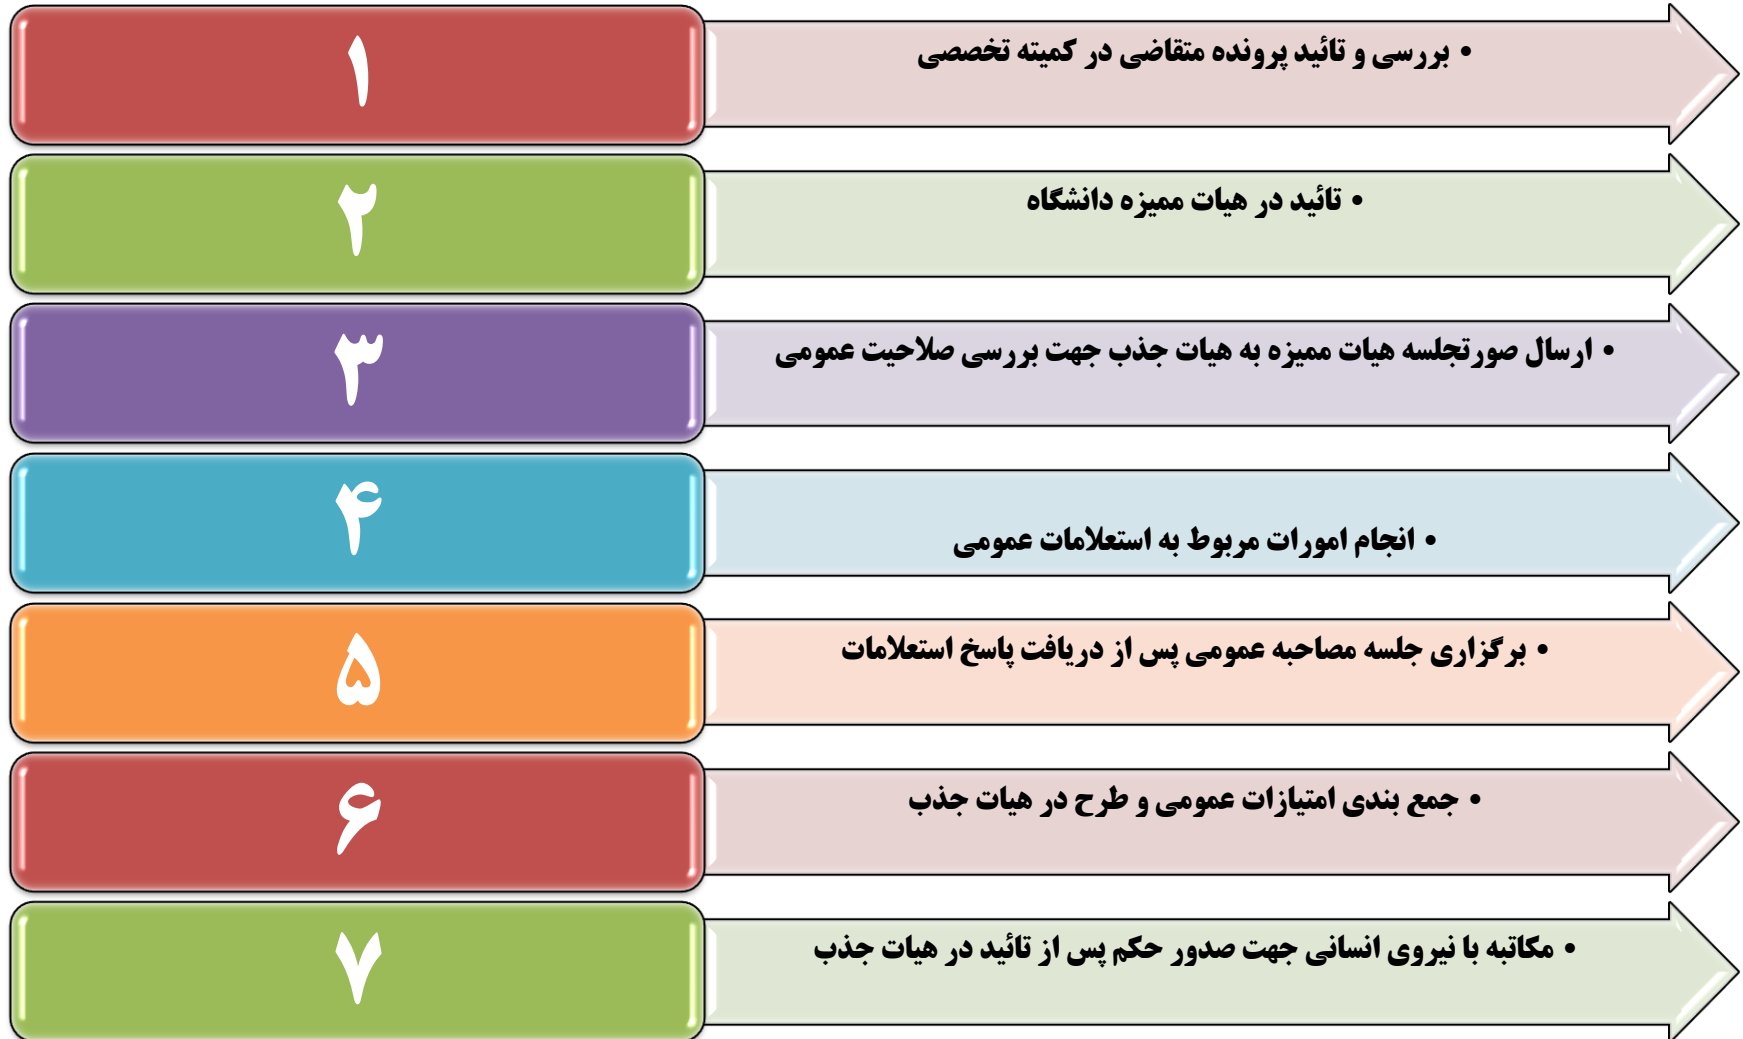 ۱
• بررسی و تائید پرونده متقاضی در کمیته تخصصی
۲
• تائید در هیات ممیزه دانشگاه
۳
• ارسال صورتجلسه هیات ممیزه به هیات جذب جهت بررسی صلاحیت عمومی
۴
• انجام امورات مربوط به استعلامات عمومی
۵
• برگزاری جلسه مصاحبه عمومی پس از دریافت پاسخ استعلامات
۶
• جمع بندی امتیازات عمومی و طرح در هیات جذب
۷
• مکاتبه با نیروی انسانی جهت صدور حکم پس از تائید در هیات جذب